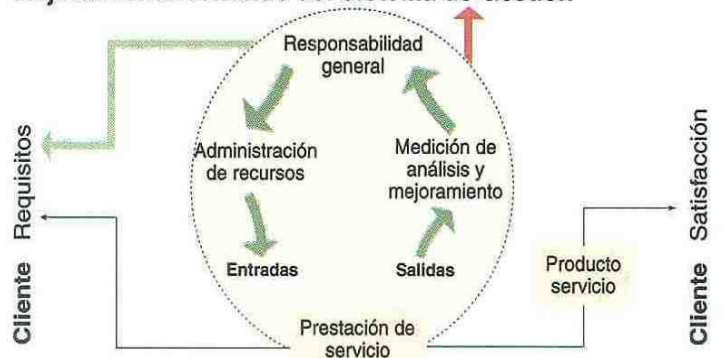 Responsabilidad
general
Administración
de recursos
Medición de
análisis y
mejoramiento
Entradas
Salidas
Prestación de
servicio
Producto
servicio
Cliente Requisitos
Cliente Satisfacción